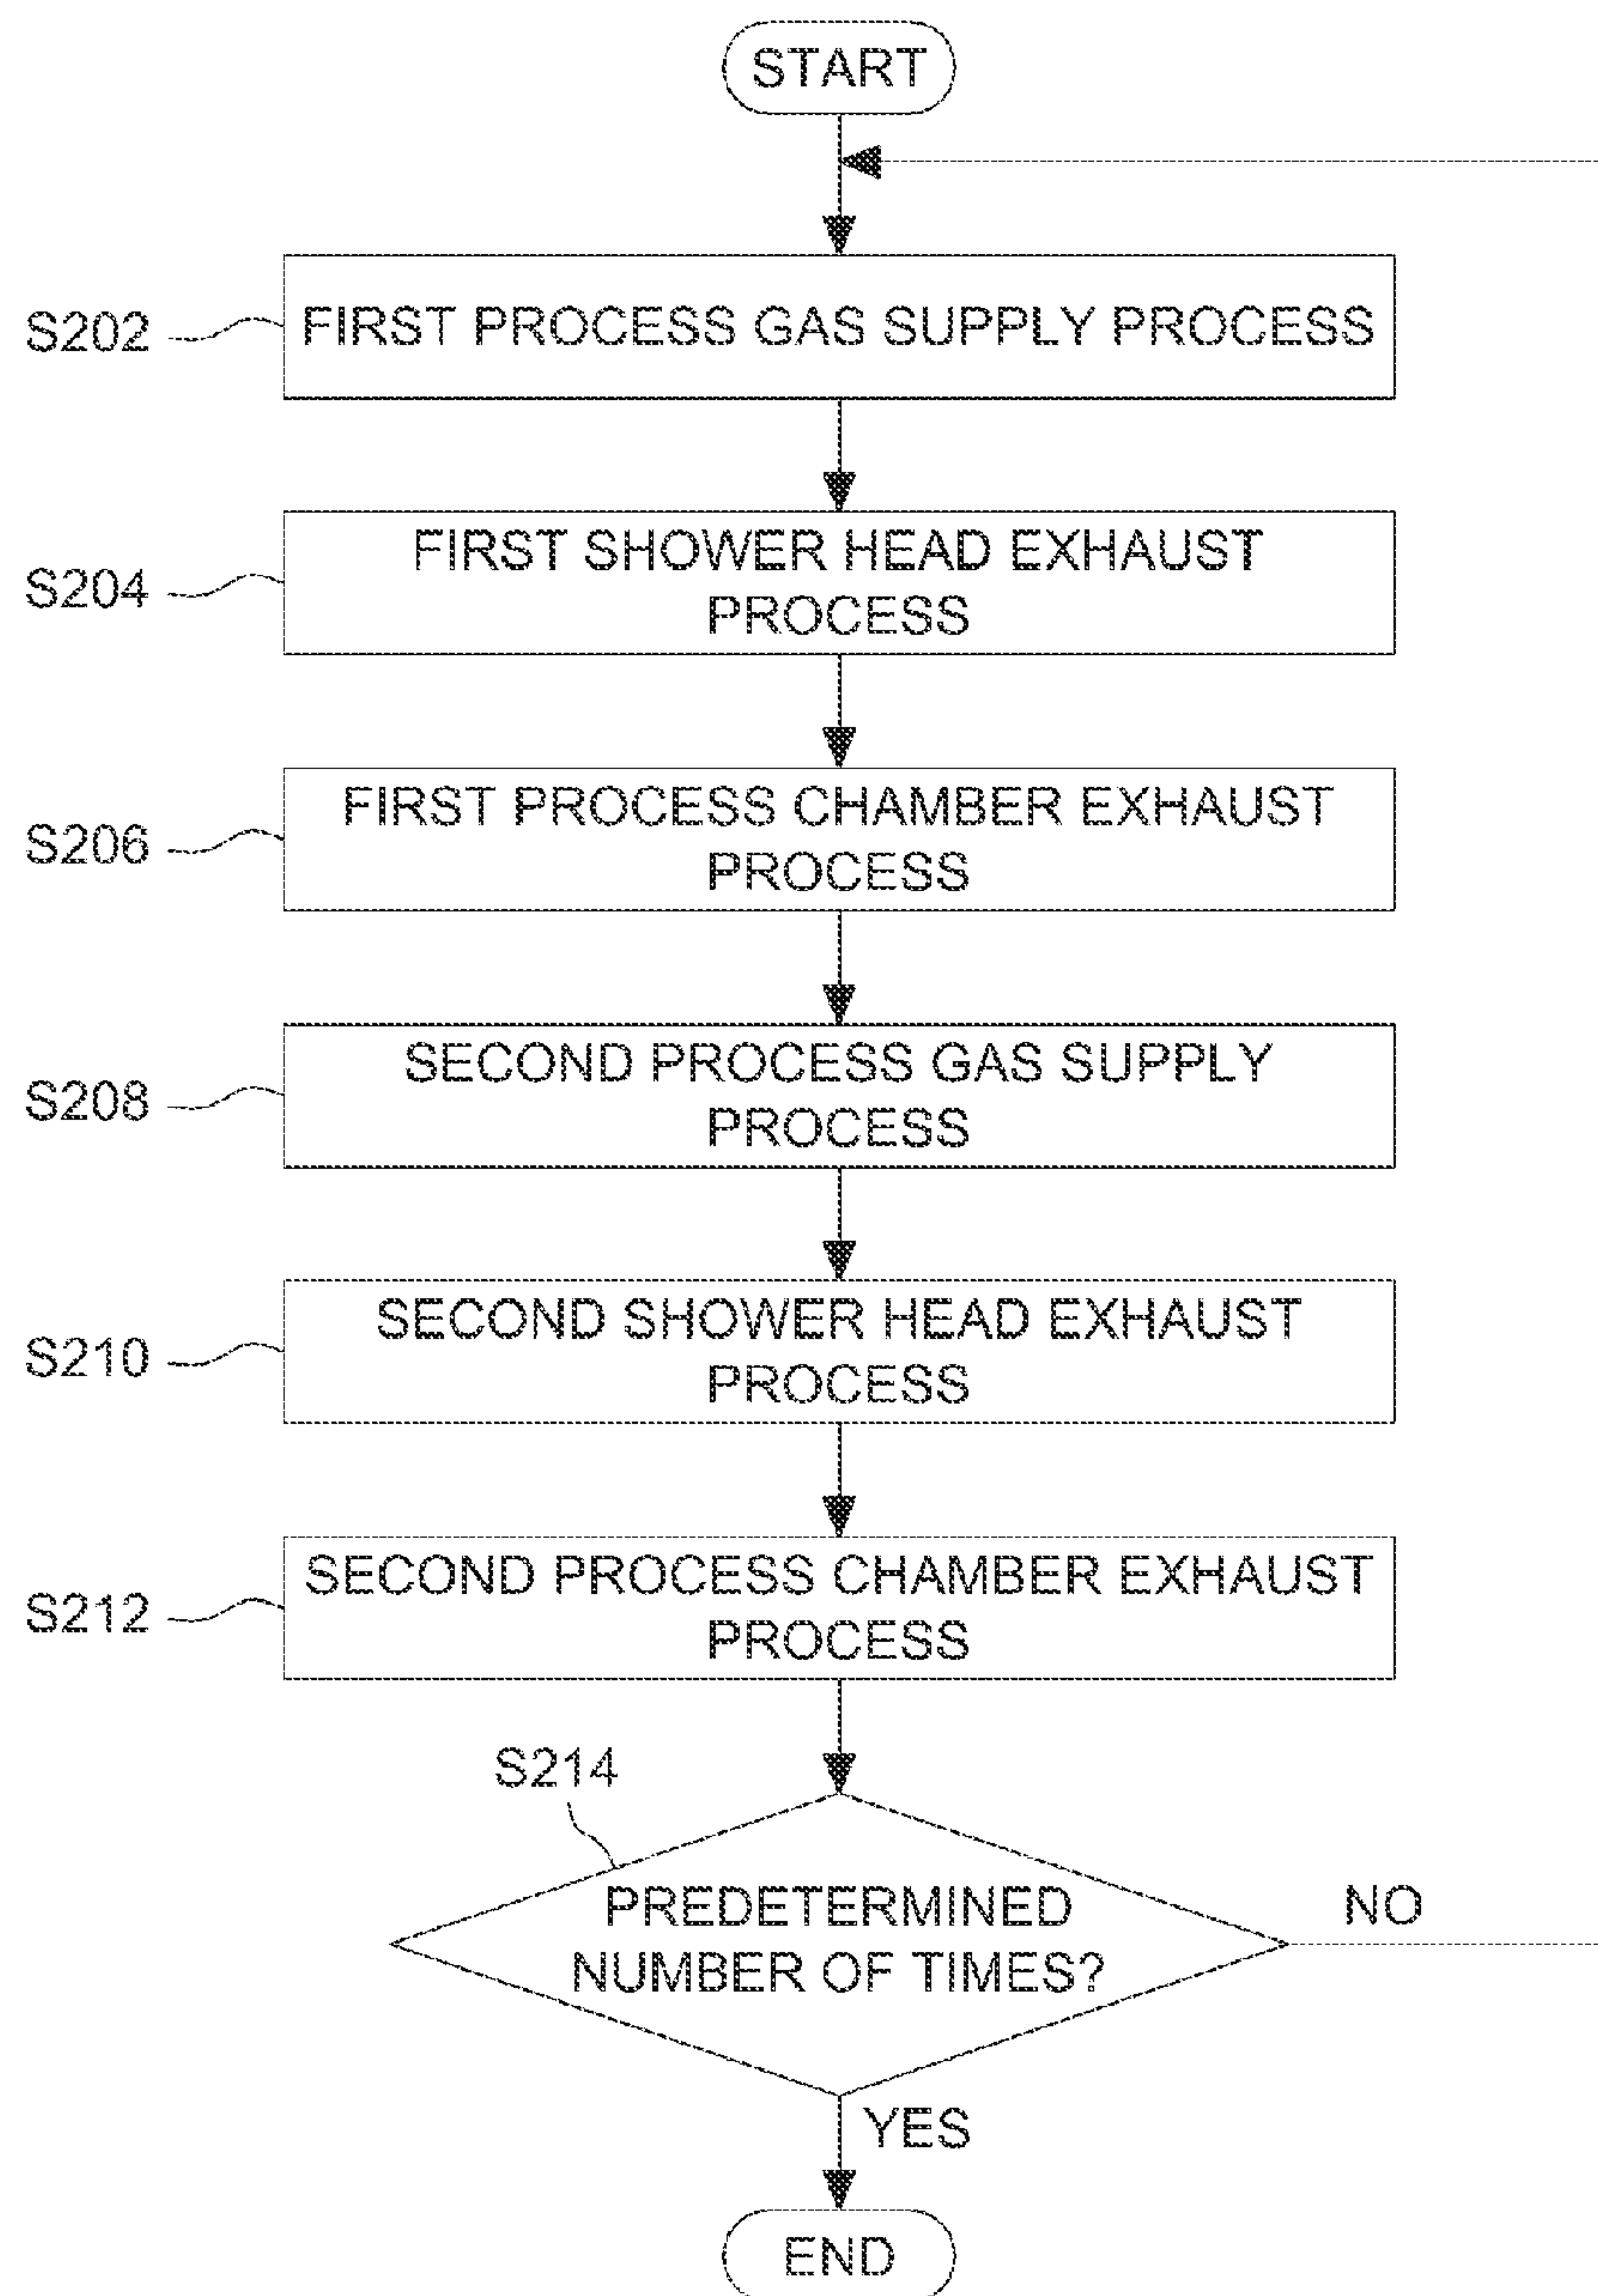 START
S202
FIRST PROCESS GAS SUPPLY PROCESS
S204
FIRST SHOWER HEAD EXHAUST
PROCESS
S206
FIRST PROCESS CHAMBER EXHAUST
PROCESS
S208
SECOND PROCESS GAS SUPPLY
PROCESS
S210
SECOND SHOWER HEAD EXHAUST
PROCESS
S212
SECOND PROCESS CHAMBER EXHAUST
PROCESS
S214
PREDETERMINED
NUMBER OF TIMES?
NO
YES
END